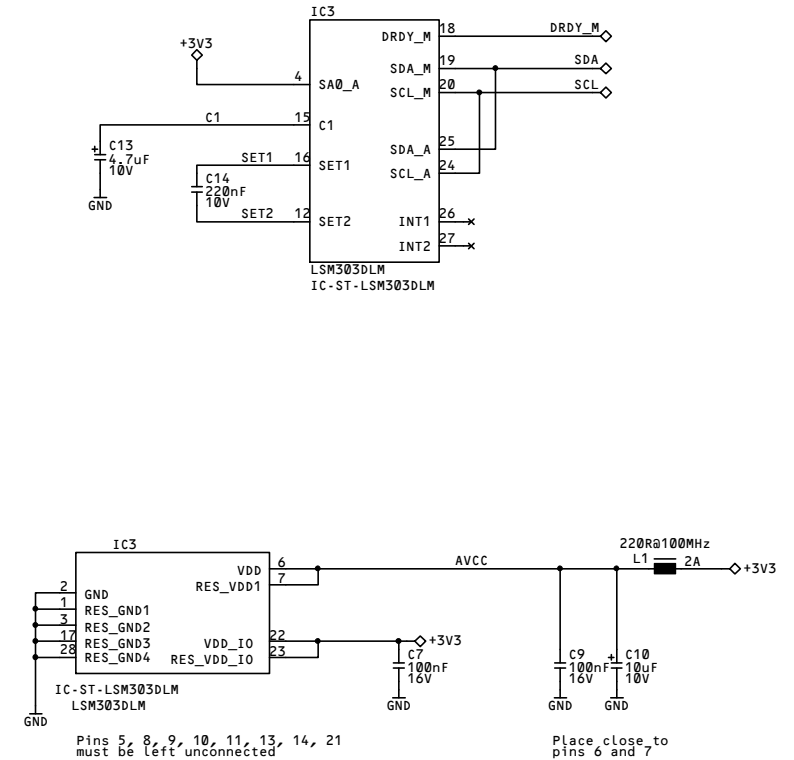 IC3
+3V3
DRDY_M 18 DRDY_M
4 SA0_A
SDA_M 19 SDA
SCL_M 20 SCL
C1 15 C1
C13
4.7uF
10V
+
GND
SET1 16 SET1
C14
220nF
10V
SET2 12 SET2
SDA_A 25
SCL_A 24
INT1 26
INT2 27
LSM303DLM
IC-ST-LSM303DLM
IC3
2 GND
1 RES_GND1
3 RES_GND2
17 RES_GND3
28 RES_GND4
VDD 6
RES_VDD1 7
VDD_IO 22
RES_VDD_IO 23
IC-ST-LSM303DLM
LSM303DLM
GND
AVCC
220R@100MHz
L1 2A
+3V3
+3V3
C7
100nF
16V
GND
C9
100nF
16V
GND
+
C10
10uF
10V
GND
Pins 5, 8, 9, 10, 11, 13, 14, 21
must be left unconnected
Place close to
pins 6 and 7